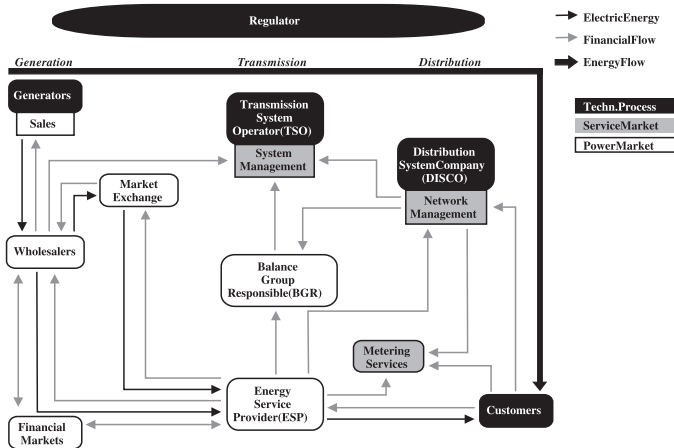 Regulator
ElectricEnergy
FinancialFlow
EnergyFlow
Generation
Transmission
Distribution
Generators
Sales
Transmission
System
Operator(TSO)
System
Management
Distribution
SystemCompany
(DISCO)
Network
Management
Techn.Process
ServiceMarket
PowerMarket
Market
Exchange
Wholesalers
Balance
Group
Responsible(BGR)
Metering
Services
Energy
Service
Provider(ESP)
Customers
Financial
Markets